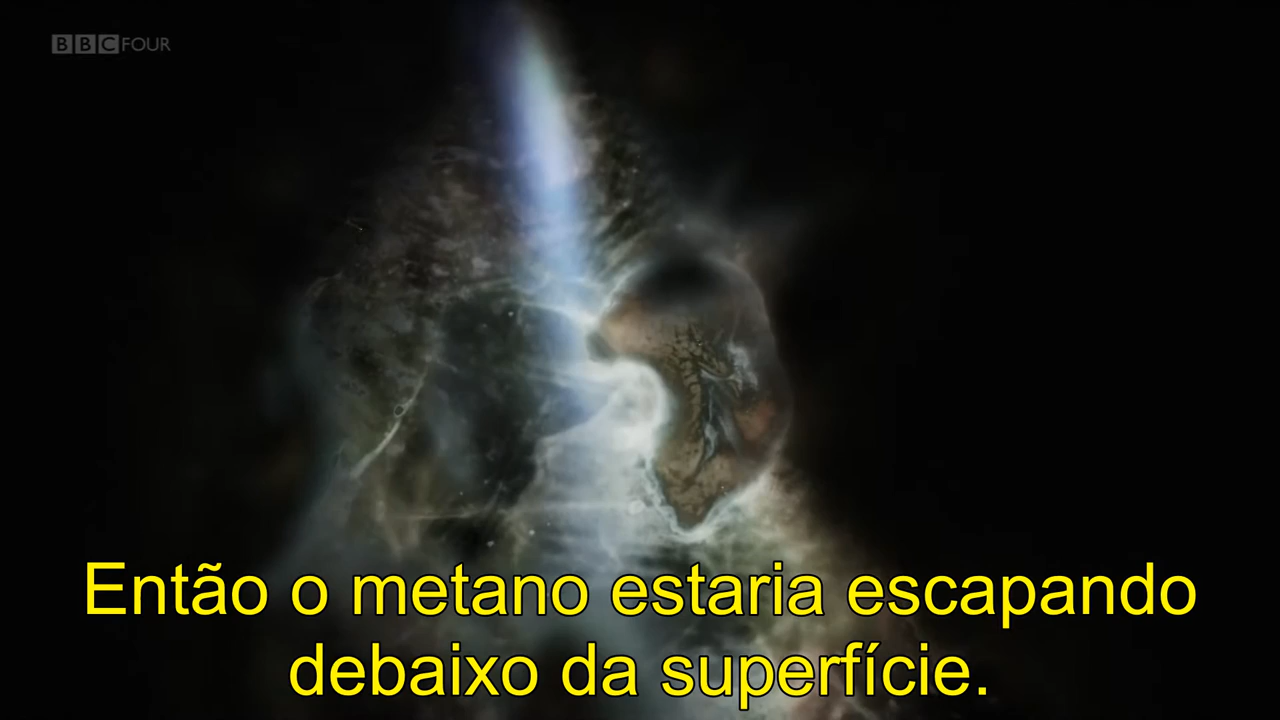 BBC FOUR
Então o metano estaria escapando
debaixo da superfície.